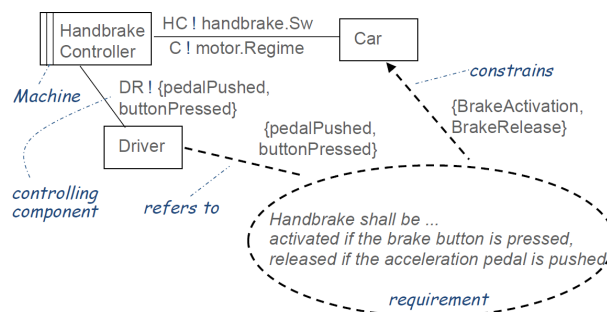 HC ! handbrake.Sw
Handbrake
Controller
Car
C ! motor.Regime
Machine
DR ! {pedalPushed,
buttonPressed}
constrains
{BrakeActivation,
BrakeRelease}
{pedalPushed,
buttonPressed}
Driver
controlling
component
refers to
Handbrake shall be ...
activated if the brake button is pressed,
released if the acceleration pedal is pushed
requirement